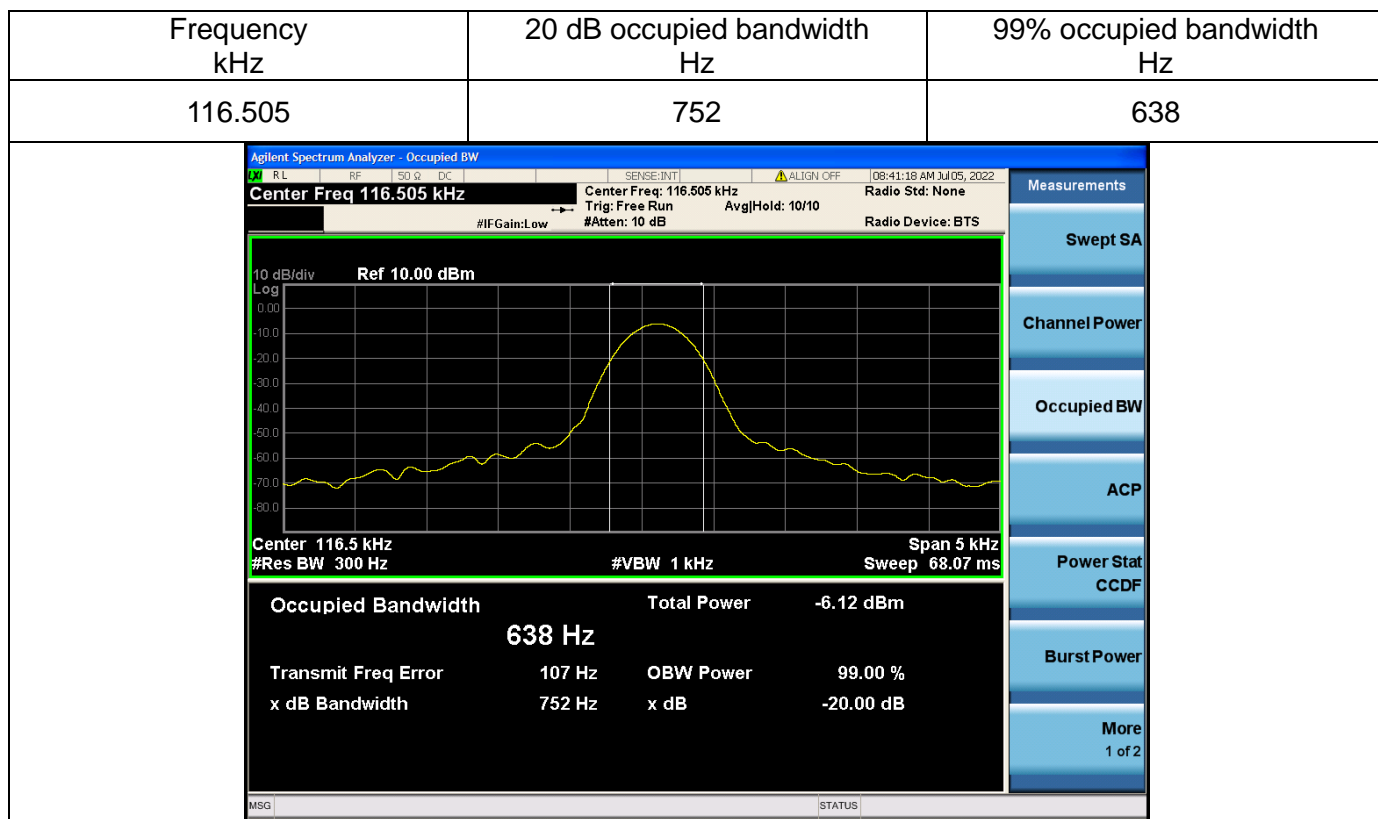 Frequency
kHz
20 dB occupied bandwidth
Hz
99% occupied bandwidth
Hz
116.505
752
638
Agilent Spectrum Analyzer - Occupied BW
LXI RL RF 50 Ω DC SENSE:INT ALIGN OFF 08:41:18 AM Jul 05, 2022
Center Freq 116.505 kHz
Center Freq: 116.505 kHz
Radio Std: None
Trig: Free Run Avg|Hold: 10/10
#IFGain:Low
#Atten: 10 dB
Radio Device: BTS
10 dB/div Ref 10.00 dBm
Log
0.00
-10.0
-20.0
-30.0
-40.0
-50.0
-60.0
-70.0
-80.0
Center 116.5 kHz
Span 5 kHz
#Res BW 300 Hz
#VBW 1 kHz
Sweep 68.07 ms
Occupied Bandwidth
638 Hz
Total Power -6.12 dBm
Transmit Freq Error 107 Hz
OBW Power 99.00 %
x dB Bandwidth 752 Hz
x dB -20.00 dB
MSG
STATUS
Measurements
Swept SA
Channel Power
Occupied BW
ACP
Power Stat
CCDF
Burst Power
More
1 of 2